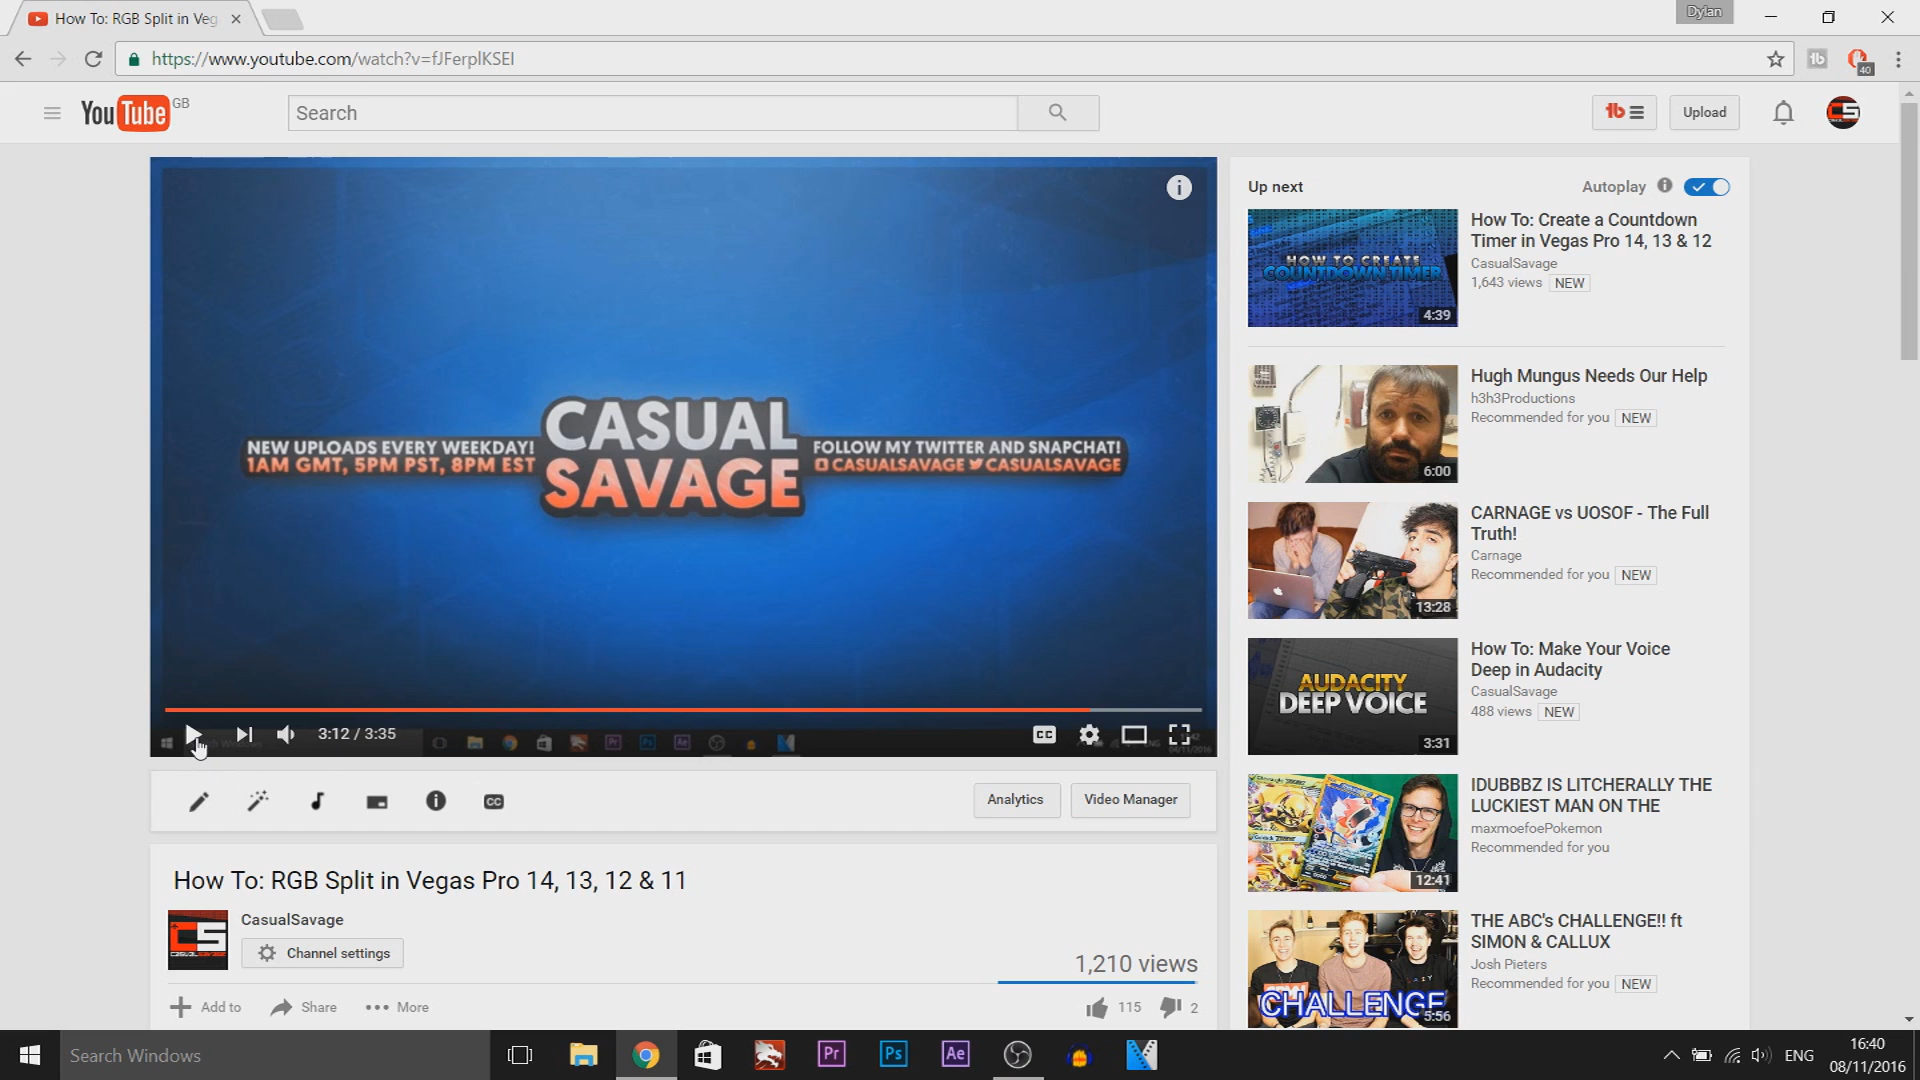 How To: RGB Split in Veg
Dylan
https://www.youtube.com/watch?v=fJFerplKSEI
40
YouTube GB
Search
Upload
NEW UPLOADS EVERY WEEKDAY!
1AM GMT, 5PM PST, 8PM EST
CASUAL
SAVAGE
FOLLOW MY TWITTER AND SNAPCHAT!
CASUALSAVAGE CASUALSAVAGE
3:12 / 3:35
CC
Analytics
Video Manager
CC
How To: RGB Split in Vegas Pro 14, 13, 12 & 11
CS
CASUALSAVAGE
CasualSavage
Channel settings
1,210 views
Add to
Share
More
115
2
Up next
Autoplay
HOW TO CREATE
COUNTDOWN TIMER
4:39
How To: Create a Countdown
Timer in Vegas Pro 14, 13 & 12
CasualSavage
1,643 views NEW
6:00
Hugh Mungus Needs Our Help
h3h3Productions
Recommended for you NEW
13:28
CARNAGE vs UOSOF - The Full
Truth!
Carnage
Recommended for you NEW
AUDACITY
DEEP VOICE
3:31
How To: Make Your Voice
Deep in Audacity
CasualSavage
488 views NEW
12:41
IDUBBBZ IS LITCHERALLY THE
LUCKIEST MAN ON THE
maxmoefoePokemon
Recommended for you
CHALLENGE
5:56
THE ABC's CHALLENGE!! ft
SIMON & CALLUX
Josh Pieters
Recommended for you NEW
Search Windows
Pr
Ps
Ae
ENG
16:40
08/11/2016